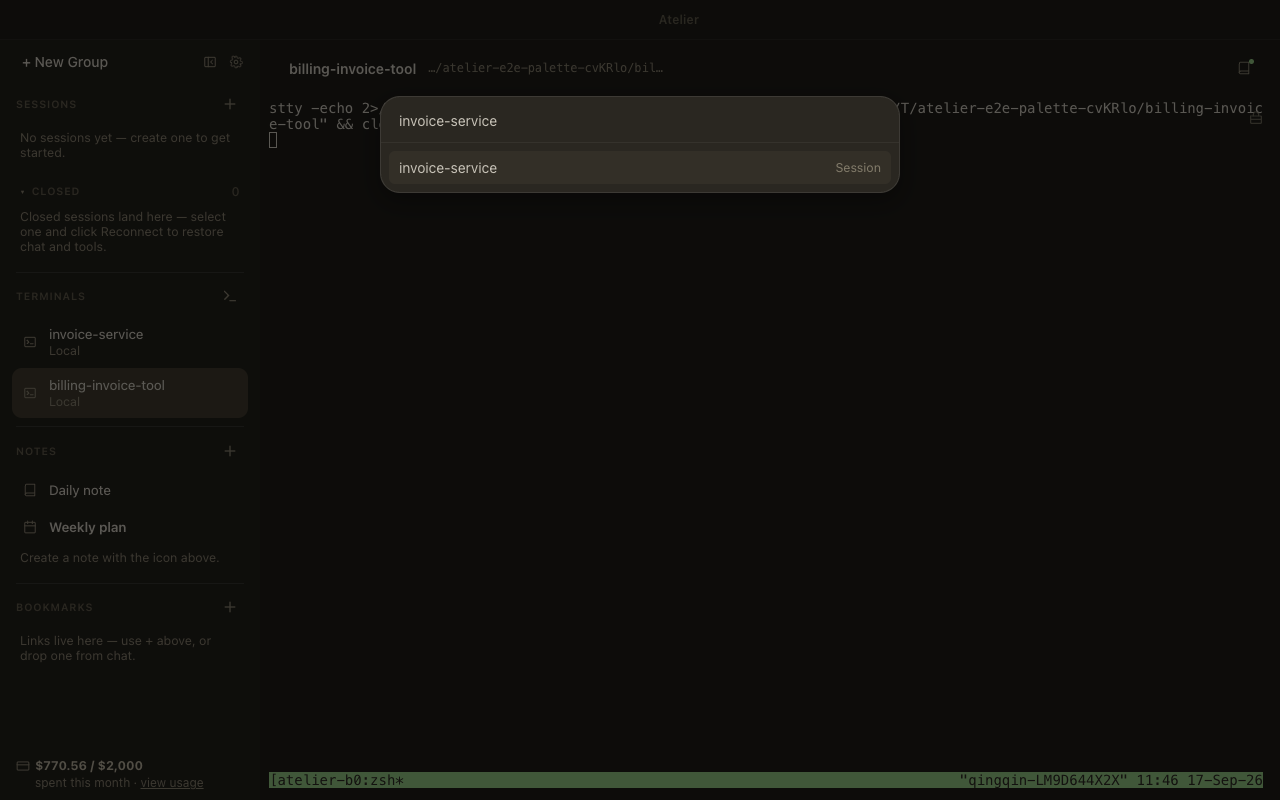 Atelier
+ New Group
SESSIONS
No sessions yet — create one to get
started.
CLOSED 0
Closed sessions land here — select
one and click Reconnect to restore
chat and tools.
TERMINALS
invoice-service
Local
billing-invoice-tool
Local
NOTES
Daily note
Weekly plan
Create a note with the icon above.
BOOKMARKS
Links live here — use + above, or
drop one from chat.
$770.56 / $2,000
spent this month · view usage
billing-invoice-tool …/atelier-e2e-palette-cvKRlo/bil…
stty -echo 2> /T/atelier-e2e-palette-cvKRlo/billing-invoic
e-tool" && cl
invoice-service
invoice-service Session
[atelier-b0:zsh* "qingqin-LM9D644X2X" 11:46 17-Sep-26